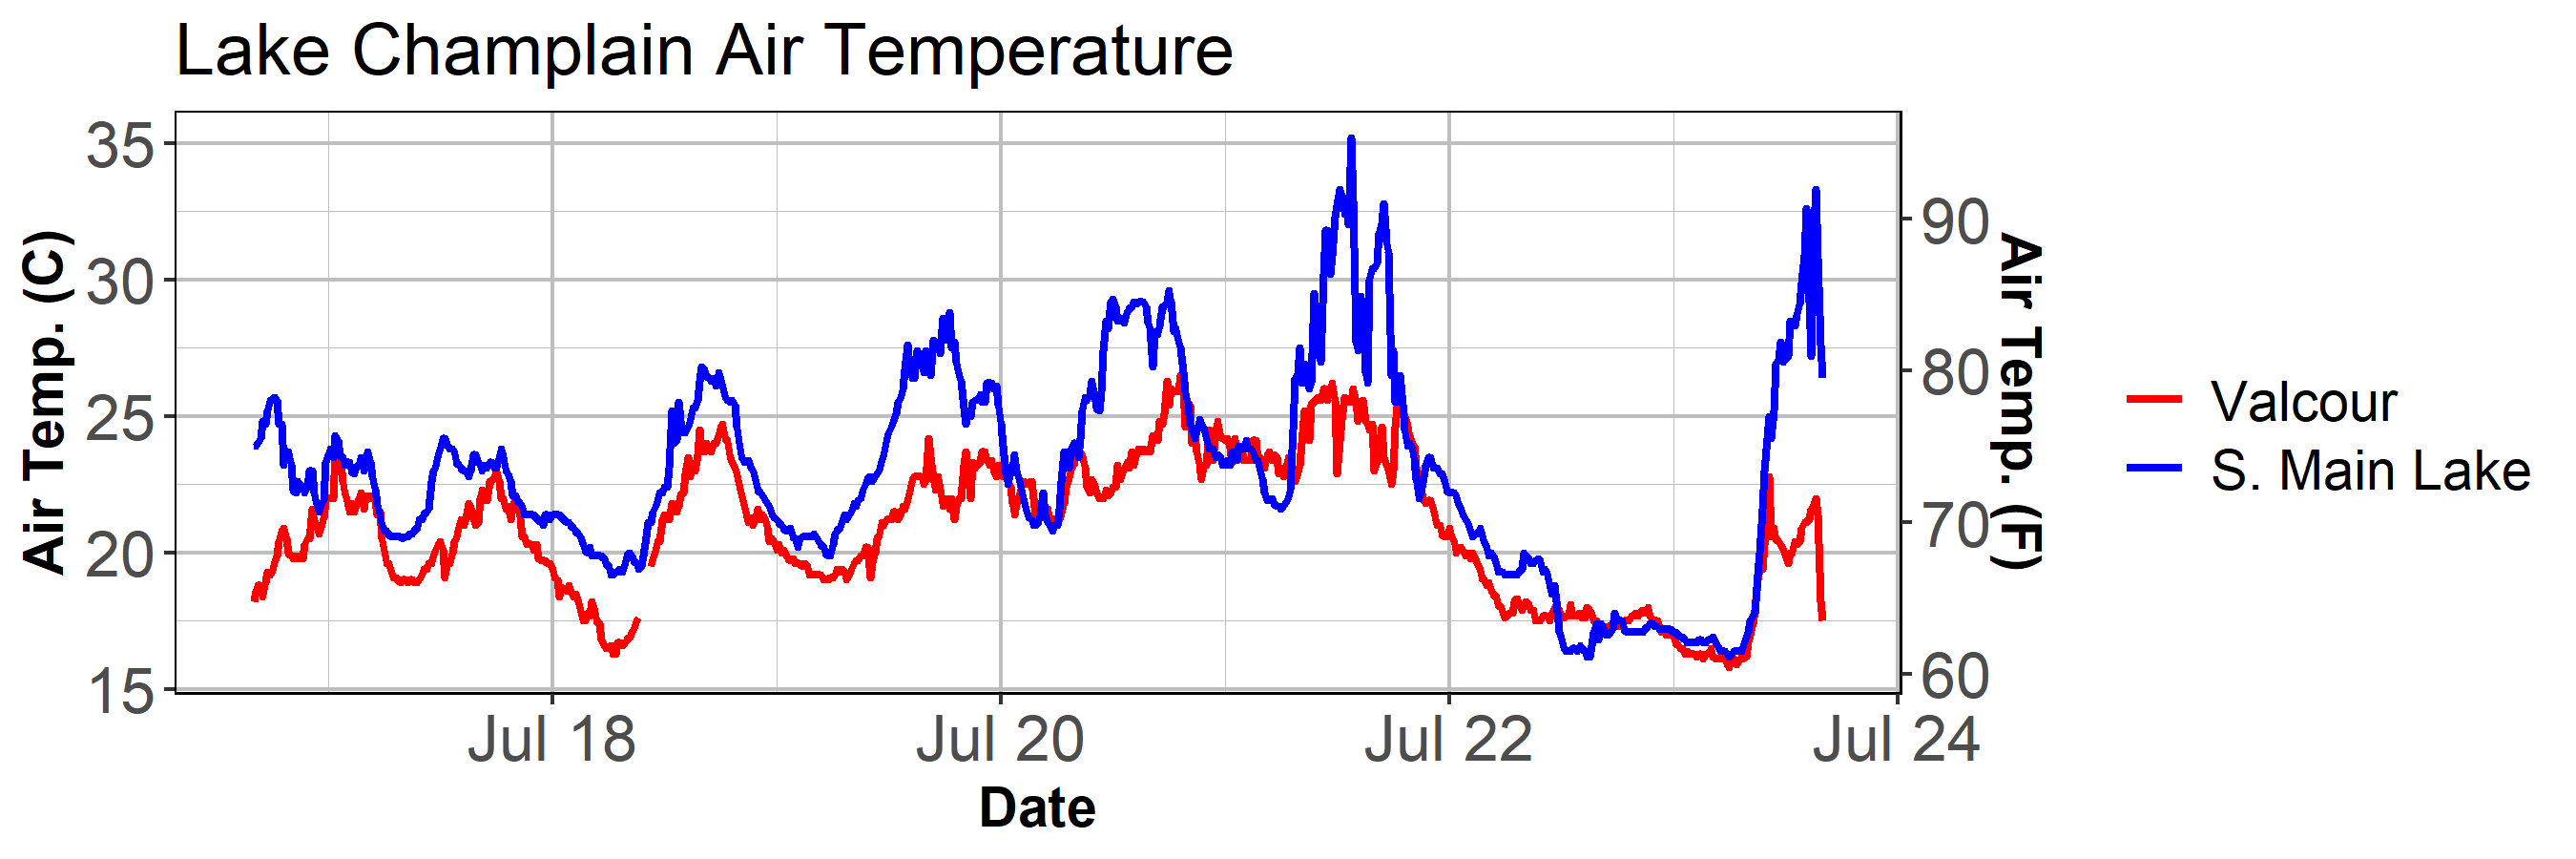 Lake Champlain Air Temperature
Air Temp. (C)
35
30
25
20
15
90
80
70
60
Air Temp. (F)
Jul 18
Jul 20
Jul 22
Jul 24
Date
Valcour
S. Main Lake